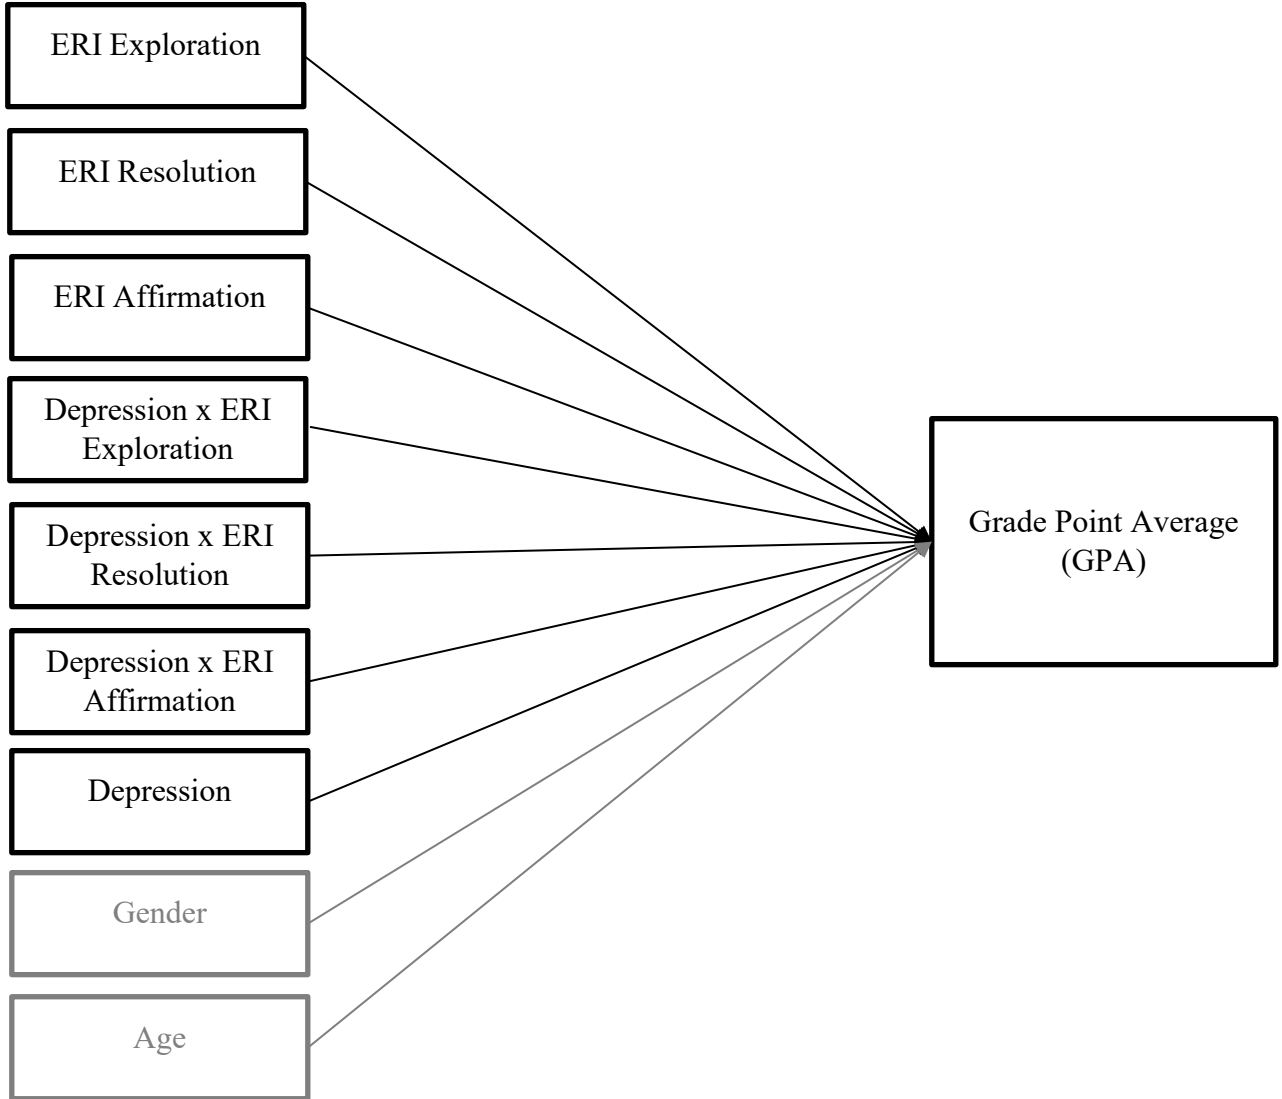 ERI Exploration
ERI Resolution
ERI Affirmation
Depression x ERI
Exploration
Depression x ERI
Resolution
Depression x ERI
Affirmation
Depression
Gender
Age
Grade Point Average
(GPA)